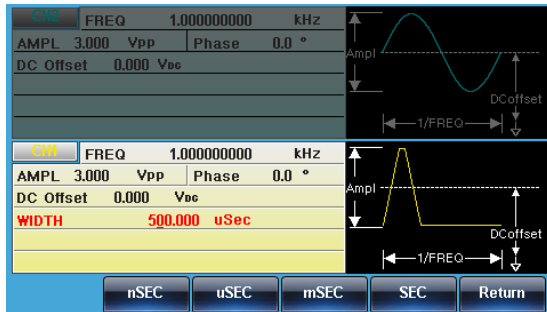 CH2 FREQ 1.000000000 kHz
AMPL 3.000 Vpp Phase 0.0 °
DC Offset 0.000 VDC
Ampl
DCoffset
1/FREQ
CH1 FREQ 1.000000000 kHz
AMPL 3.000 Vpp Phase 0.0 °
DC Offset 0.000 VDC
WIDTH 500.000 uSec
Ampl
DCoffset
1/FREQ
nSEC uSEC mSEC SEC Return